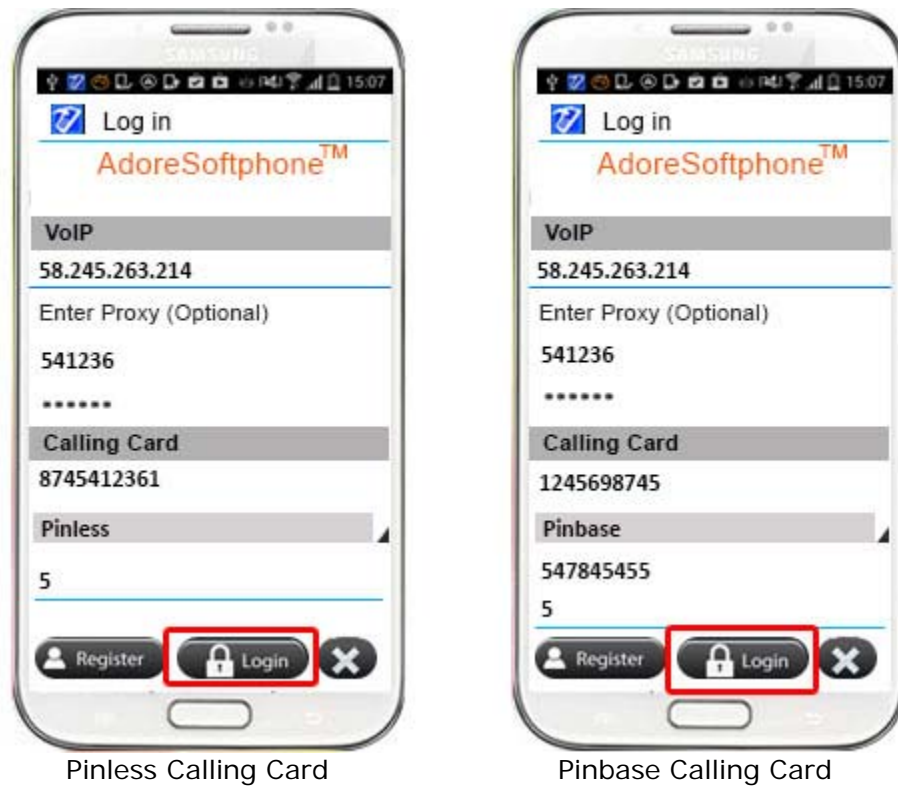 SAMSUNG
15:07
Log in
AdoreSoftphone™
VoIP
58.245.263.214
Enter Proxy (Optional)
541236
••••••
Calling Card
8745412361
Pinless
5
Register
Login
Pinless Calling Card
SAMSUNG
15:07
Log in
AdoreSoftphone™
VoIP
58.245.263.214
Enter Proxy (Optional)
541236
••••••
Calling Card
1245698745
Pinbase
547845455
5
Register
Login
Pinbase Calling Card